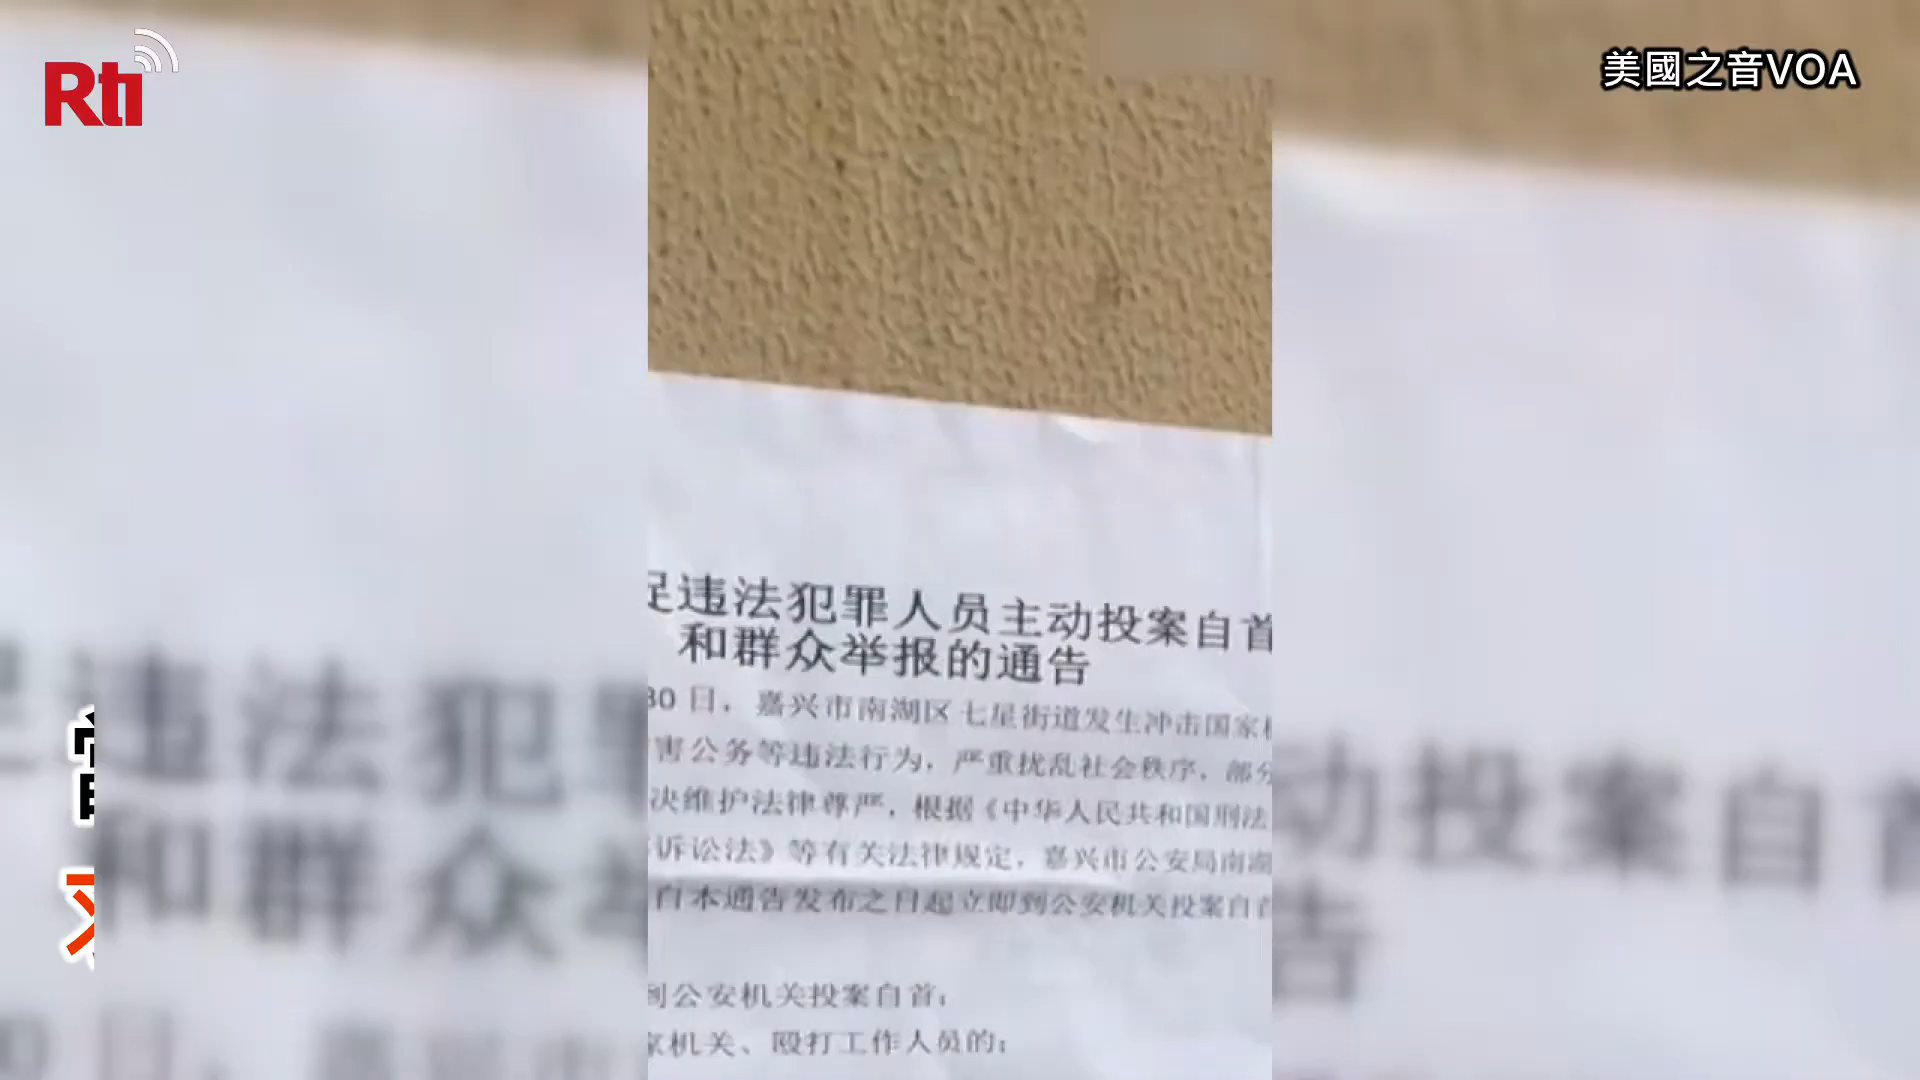 Rti
美國之音VOA
违法犯罪人员主动投案自首
和群众举报的通告
30日，嘉兴市南湖区七星街道发生冲击国家机
害公务等违法行为，严重扰乱社会秩序，部分
决维护法律尊严，根据《中华人民共和国刑法
诉讼法》等有关法律规定，嘉兴市公安局南湖
自本通告发布之日起立即到公安机关投案自首
到公安机关投案自首；
家机关、殴打工作人员的；